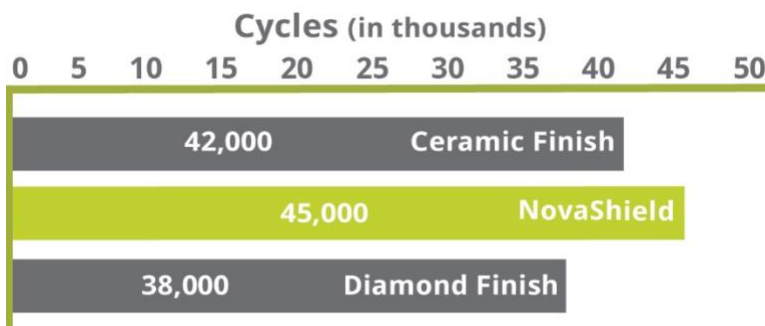 Cycles (in thousands)
0 5 10 15 20 25 30 35 40 45 50
42,000 Ceramic Finish
45,000 NovaShield
38,000 Diamond Finish